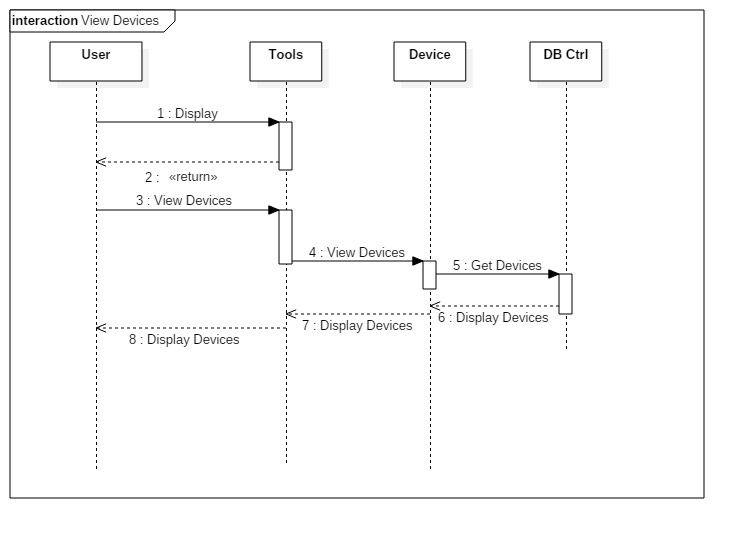 interaction View Devices
User
Tools
Device
DB Ctrl
1 : Display
2 : «return»
3 : View Devices
4 : View Devices
5 : Get Devices
6 : Display Devices
7 : Display Devices
8 : Display Devices